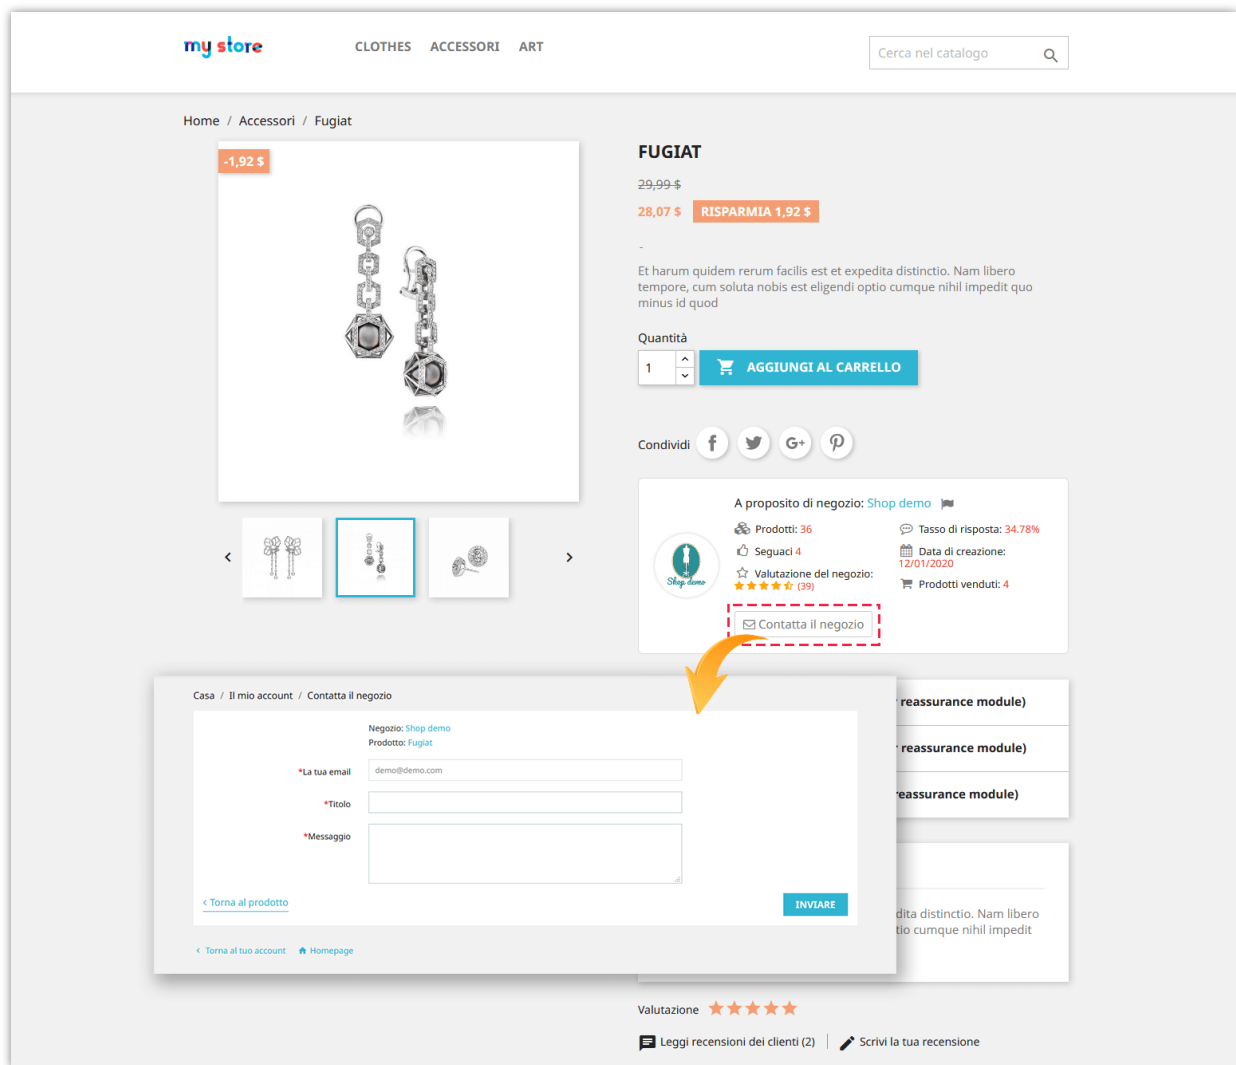 my store
CLOTHES ACCESSORI ART
Cerca nel catalogo
Home / Accessori / Fugiat
-1,92 $
FUGIAT
29,99 $
28,07 $ RISPARMIA 1,92 $
-
Et harum quidem rerum facilis est et expedita distinctio. Nam libero
tempore, cum soluta nobis est eligendi optio cumque nihil impedit quo
minus id quod
Quantità
1
AGGIUNGI AL CARRELLO
Condividi
A proposito di negozio: Shop demo
Shop demo
Prodotti: 36
Tasso di risposta: 34.78%
Seguaci 4
Data di creazione:
12/01/2020
Valutazione del negozio:
(39)
Prodotti venduti: 4
Contatta il negozio
Casa / Il mio account / Contatta il negozio
Negozio: Shop demo
Prodotto: Fugiat
*La tua email
demo@demo.com
*Titolo
*Messaggio
< Torna al prodotto
INVIARE
< Torna al tuo account Homepage
reassurance module)
reassurance module)
reassurance module)
distinctio. Nam libero
cumque nihil impedit
Valutazione
Leggi recensioni dei clienti (2) | Scrivi la tua recensione